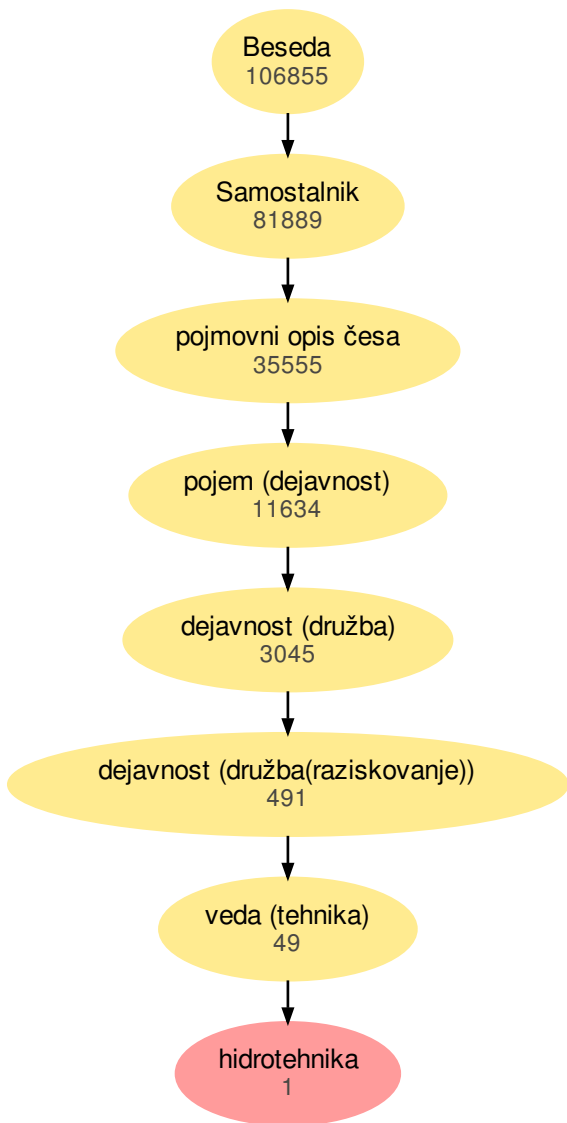 Beseda
106855
Samostalnik
81889
pojmovni opis česa
35555
pojem (dejavnost)
11634
dejavnost (družba)
3045
dejavnost (družba(raziskovanje))
491
veda (tehnika)
49
hidrotehnika
1